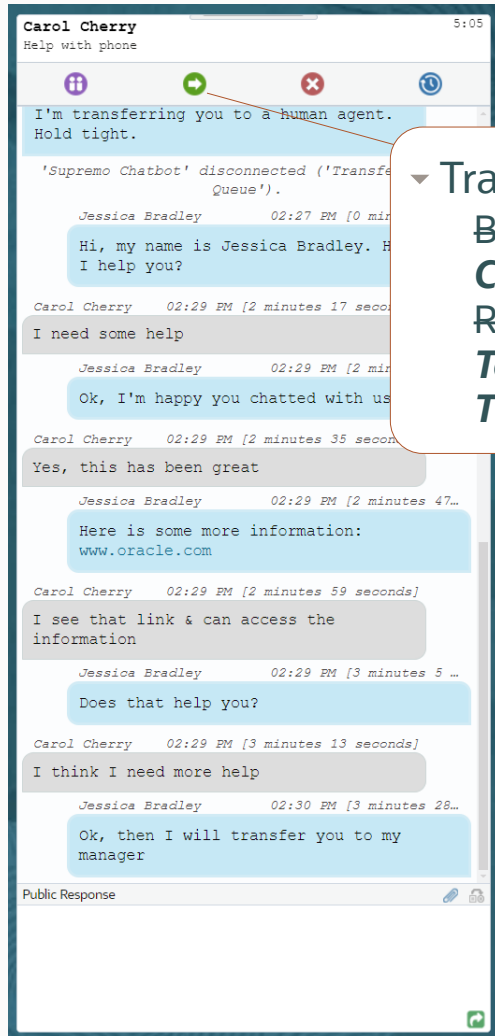 Carol Cherry 5:05
Help with phone
I'm transferring you to a human agent.
Hold tight.
'Supremo Chatbot' disconnected ('Transfe
Queue').
Jessica Bradley 02:27 PM [0 min
Hi, my name is Jessica Bradley. H
I help you?
Carol Cherry 02:29 PM [2 minutes 17 secon
I need some help
Jessica Bradley 02:29 PM [2 min
Ok, I'm happy you chatted with us
Carol Cherry 02:29 PM [2 minutes 35 secon
Yes, this has been great
Jessica Bradley 02:29 PM [2 minutes 47…
Here is some more information:
www.oracle.com
Carol Cherry 02:29 PM [2 minutes 59 seconds]
I see that link & can access the
information
Jessica Bradley 02:29 PM [3 minutes 5 …
Does that help you?
Carol Cherry 02:29 PM [3 minutes 13 seconds]
I think I need more help
Jessica Bradley 02:30 PM [3 minutes 28…
Ok, then I will transfer you to my
manager
Public Response
Tra
B
C
R
T